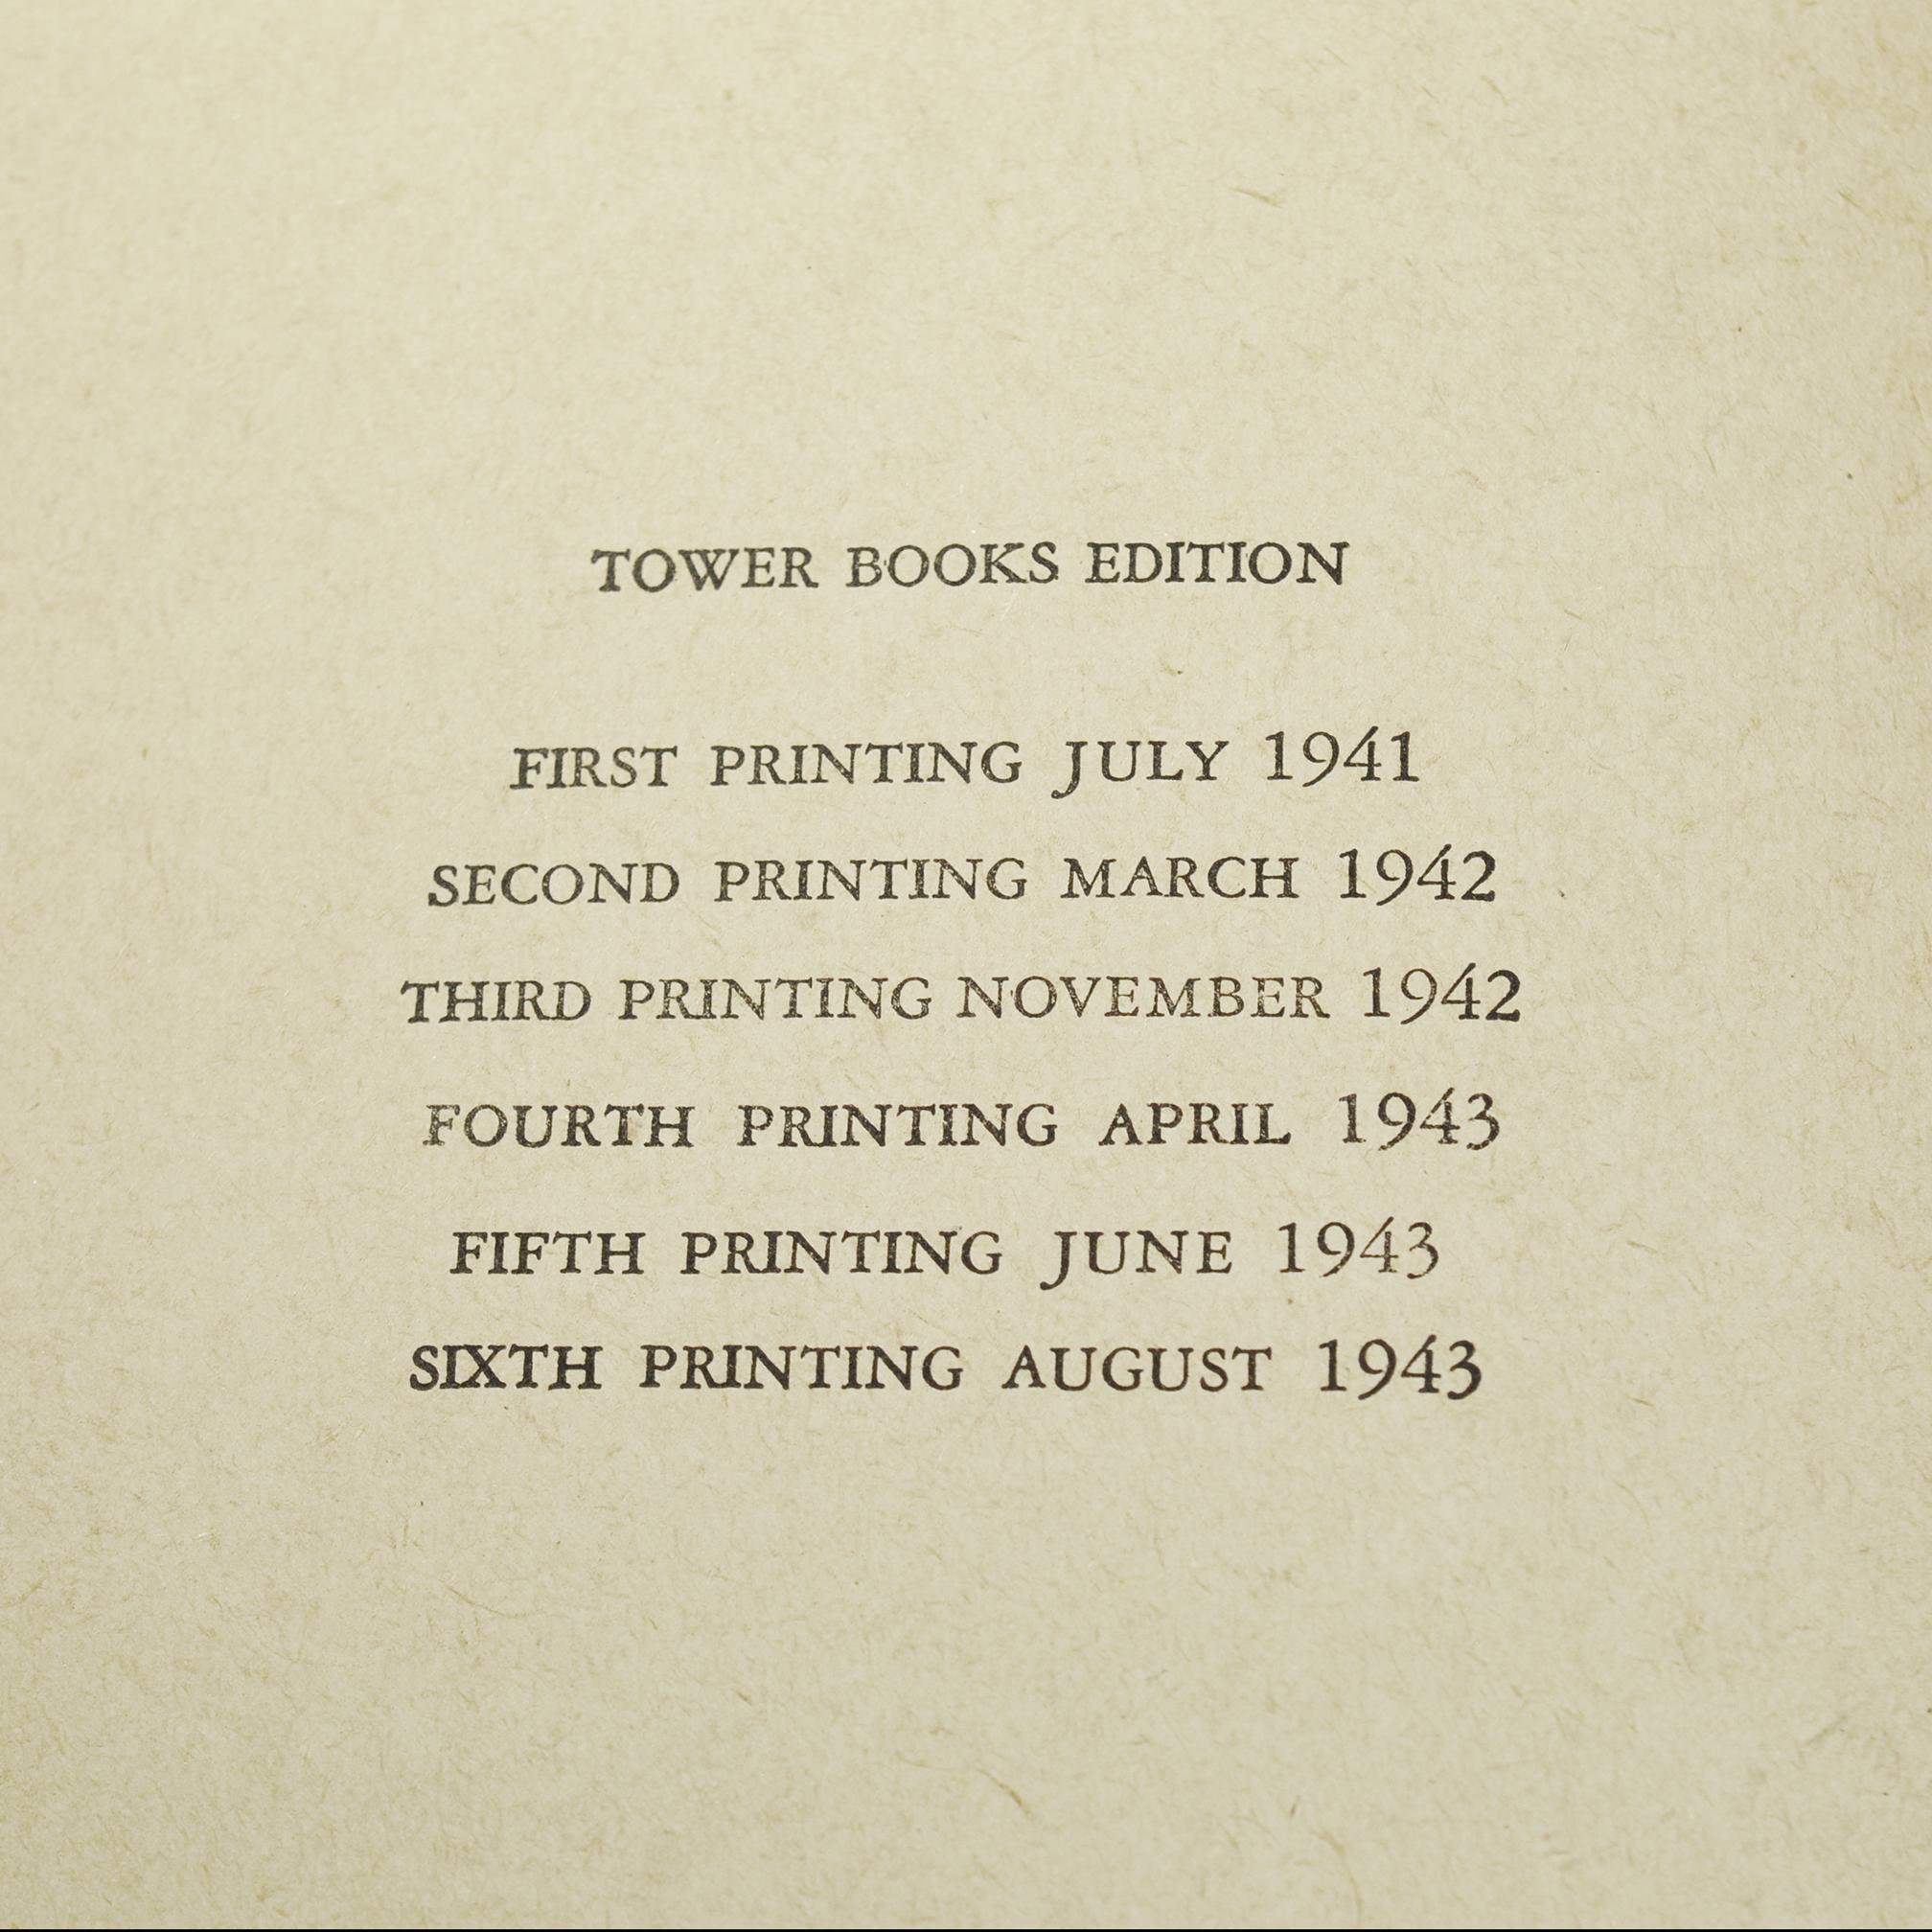 TOWER BOOKS EDITION
FIRST PRINTING JULY 1941
SECOND PRINTING MARCH 1942
THIRD PRINTING NOVEMBER 1942
FOURTH PRINTING APRIL 1943
FIFTH PRINTING JUNE 1943
SIXTH PRINTING AUGUST 1943